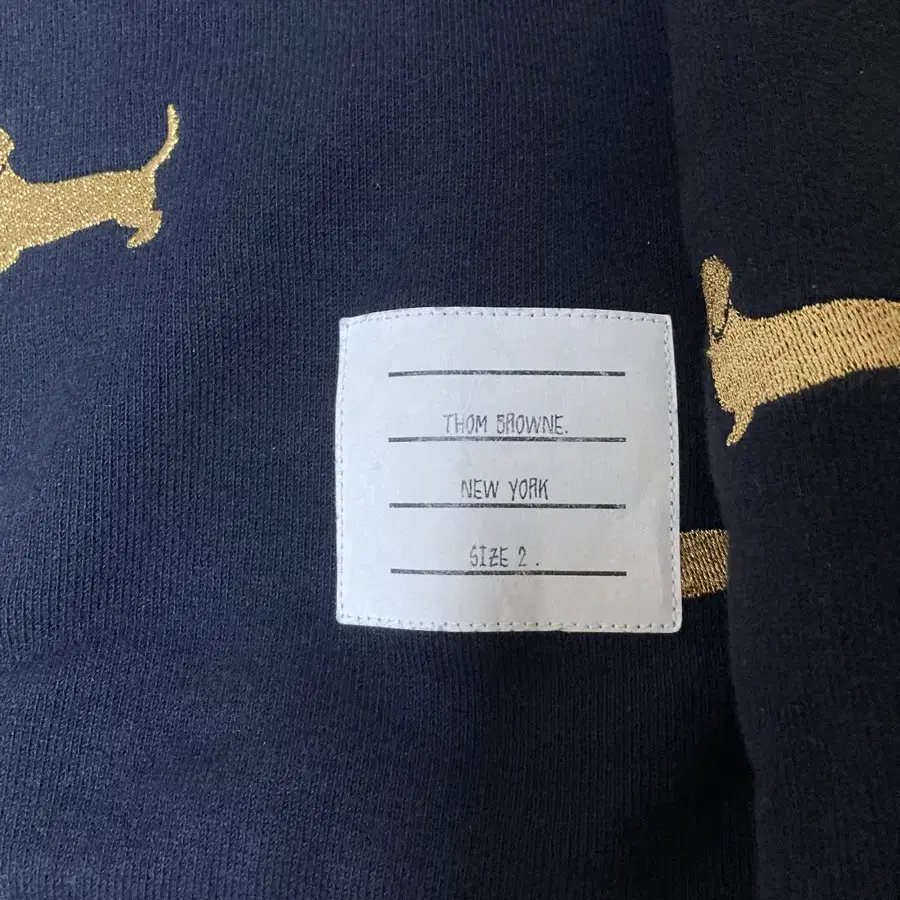 THOM BROWNE.
NEW YORK
SIZE 2 .